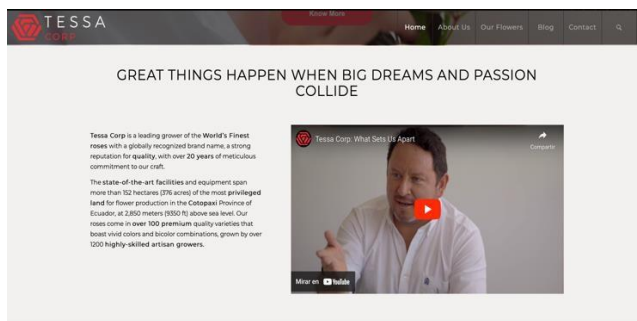 Know More
TESSA
CORP
Home About Us Our Flowers Blog Contact
GREAT THINGS HAPPEN WHEN BIG DREAMS AND PASSION
COLLIDE
Tessa Corp is a leading grower of the World's Finest
roses with a globally recognized brand name, a strong
reputation for quality, with over 20 years of meticulous
commitment to our craft.
The state-of-the-art facilities and equipment span
more than 152 hectares (376 acres) of the most privileged
land for flower production in the Cotopaxi Province of
Ecuador, at 2,850 meters (9350 ft) above sea level. Our
roses come in over 100 premium quality varieties that
boast vivid colors and bicolor combinations, grown by over
1200 highly-skilled artisan growers.
Tessa Corp: What Sets Us Apart
Compartir
Mirar en YouTube